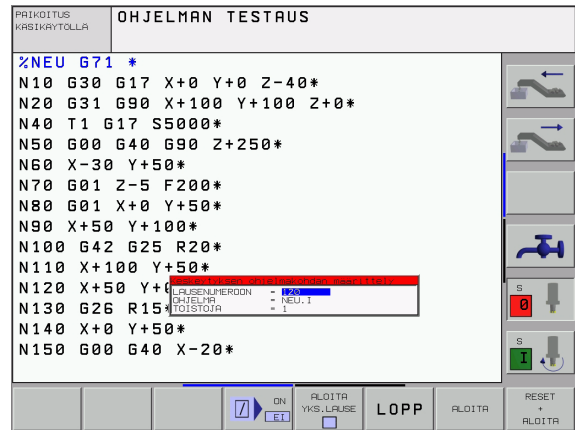 PAIKOITUS
KÄSIKÄYTÖLLÄ
OHJELMAN TESTAUS
%NEU G71 *
N10 G30 G17 X+0 Y+0 Z-40*
N20 G31 G90 X+100 Y+100 Z+0*
N40 T1 G17 S5000*
N50 G00 G40 G90 Z+250*
N60 X-30 Y+50*
N70 G01 Z-5 F200*
N80 G01 X+0 Y+50*
N90 X+50 Y+100*
N100 G42 G25 R20*
N110 X+100 Y+50*
N120 X+50 Y+0
Keskeytyksen ohjelmakohdan määrittely
LAUSENUMEROON = 120
OHJELMA = NEU.I
TOISTOJA = 1
N130 G26 R15*
N140 X+0 Y+50*
N150 G00 G40 X-20*
S
0
S
I
/ ON
EI
ALOITA
YKS.LAUSE
LOPP
ALOITA
RESET
+
ALOITA